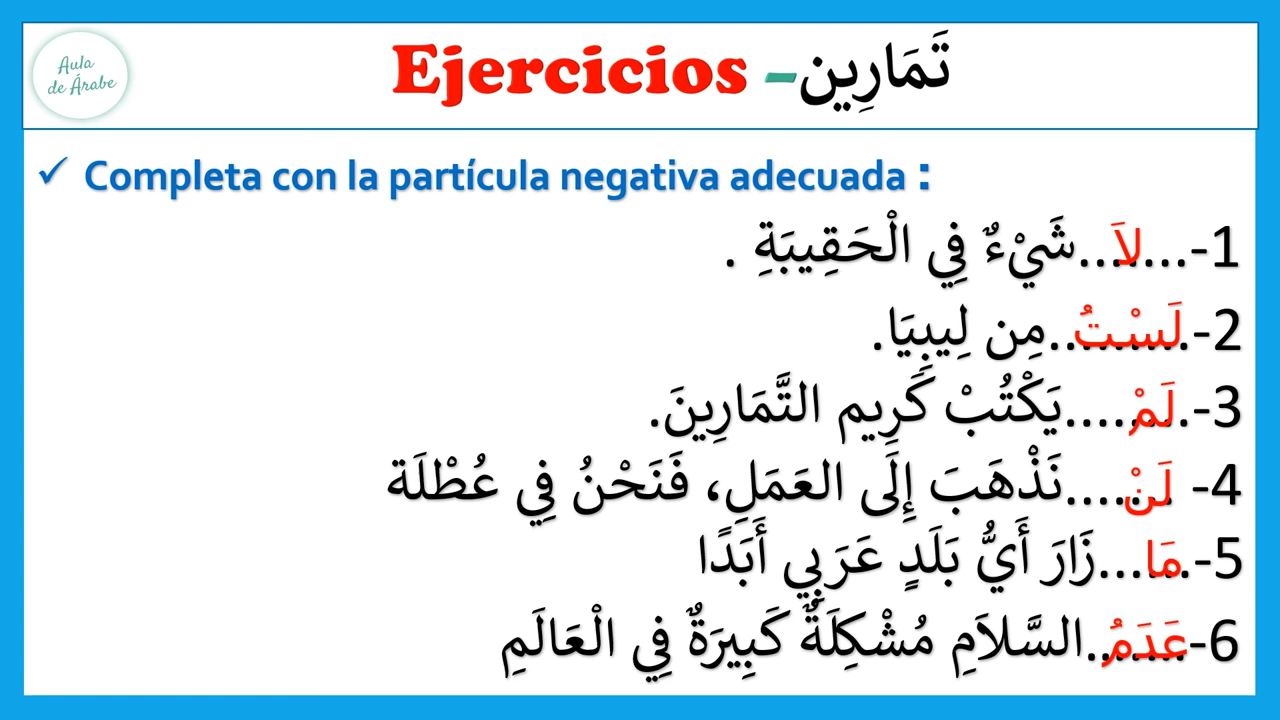 Aula
de Árabe
Ejercicios –تَمَارِين
✓ Completa con la partícula negativa adecuada :
1-...لاَ...شَيْءٌ فِي الْحَقِيبَةِ .
2-...لَسْتُ...مِن لِيبِيَا.
3-...لَمْ...يَكْتُبْ كَرِيم التَّمَارِينَ.
4- ...لَنْ...نَذْهَبَ إِلَى العَمَلِ، فَنَحْنُ فِي عُطْلَة
5-...مَا...زَارَ أَيُّ بَلَدٍ عَرَبِي أَبَدًا
6-...عَدَمُ...السَّلاَمِ مُشْكِلَةٌ كَبِيرَةٌ فِي الْعَالَمِ